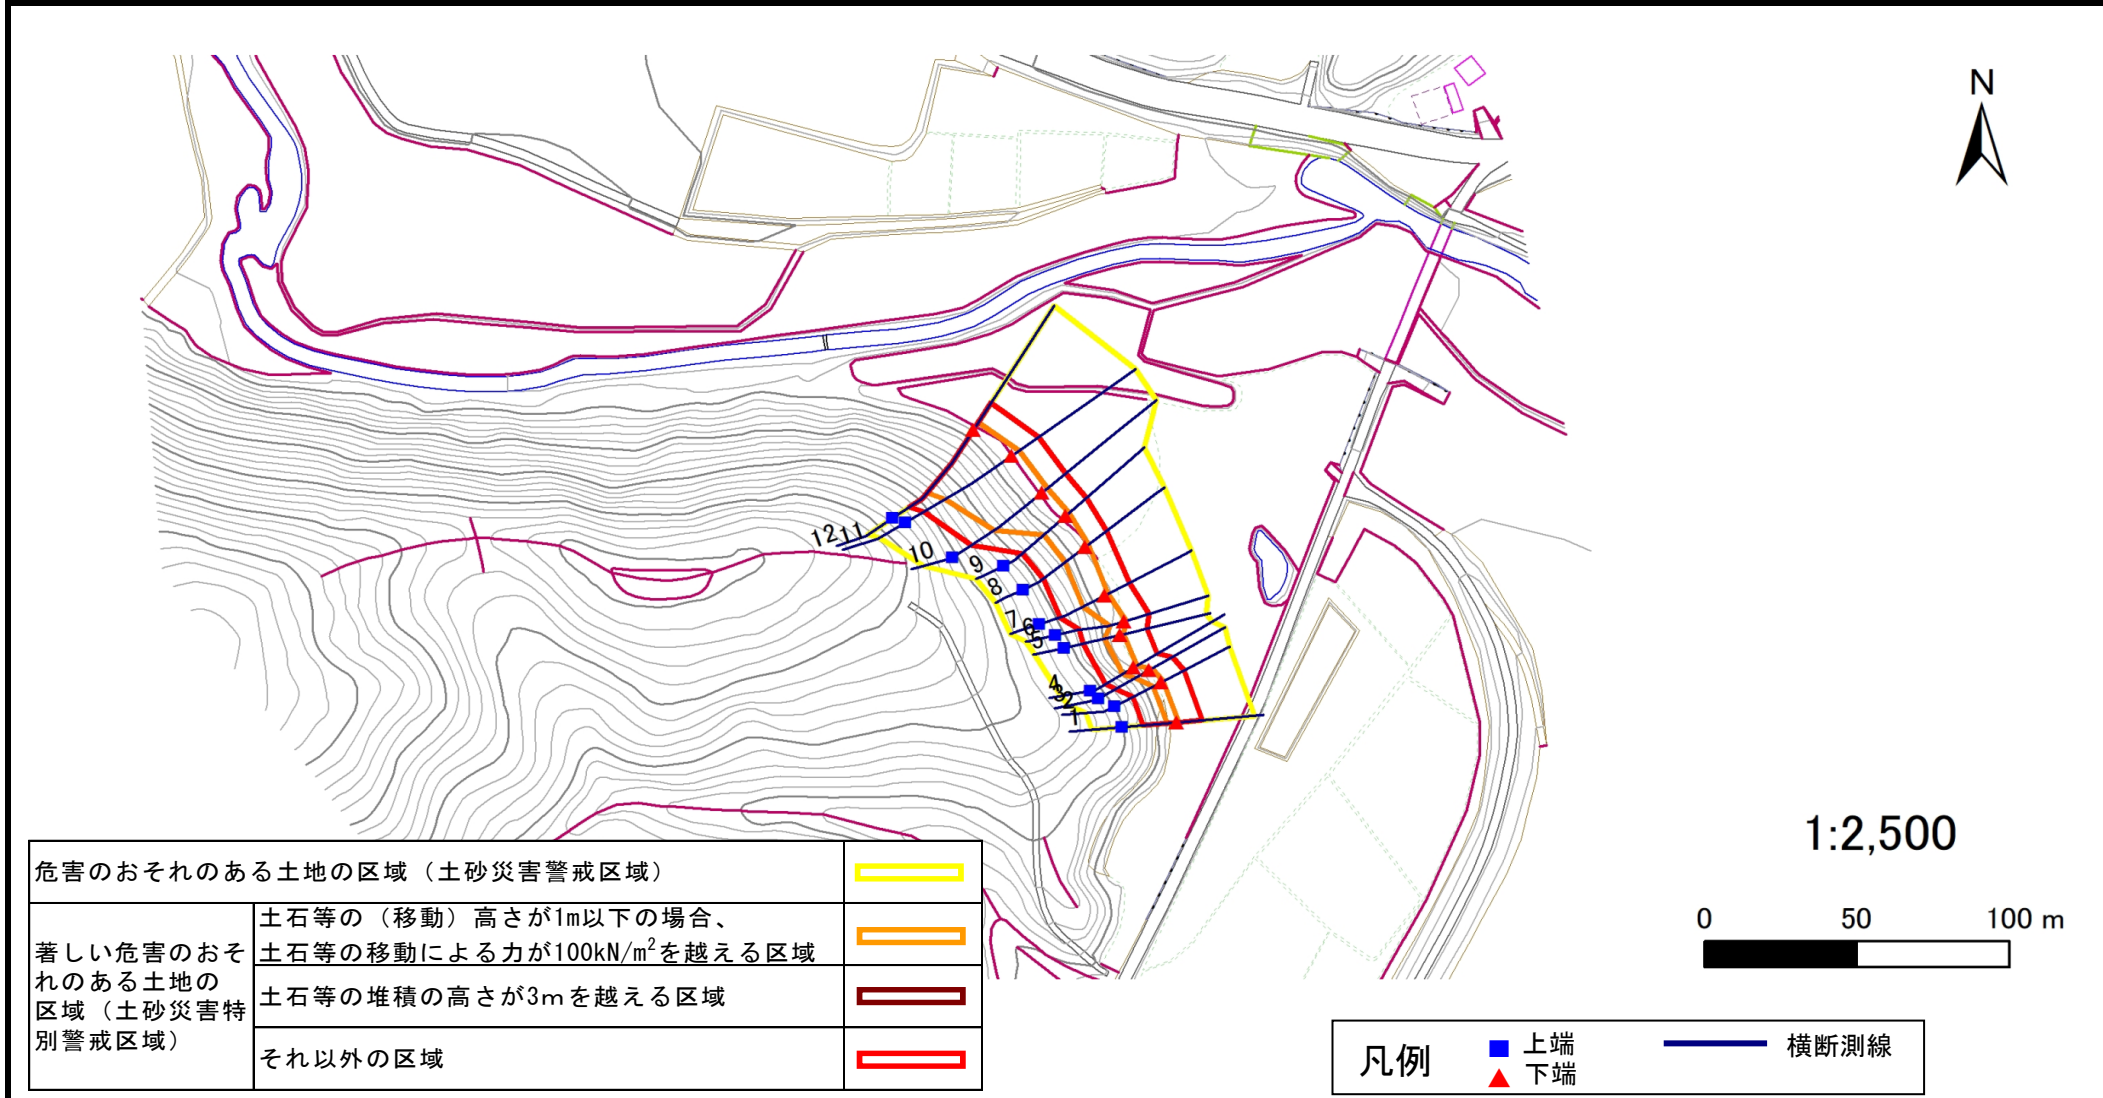 N
12
11
10
9
8
7
6
5
4
3
2
1
1:2,500
0 50 100 m
危害のおそれのある土地の区域（土砂災害警戒区域）
著しい危害のおそ
れのある土地の
区域（土砂災害特
別警戒区域）
土石等の（移動）高さが1m以下の場合、
土石等の移動による力が100kN/m²を越える区域
土石等の堆積の高さが3mを越える区域
それ以外の区域
凡例
上端
下端
横断測線